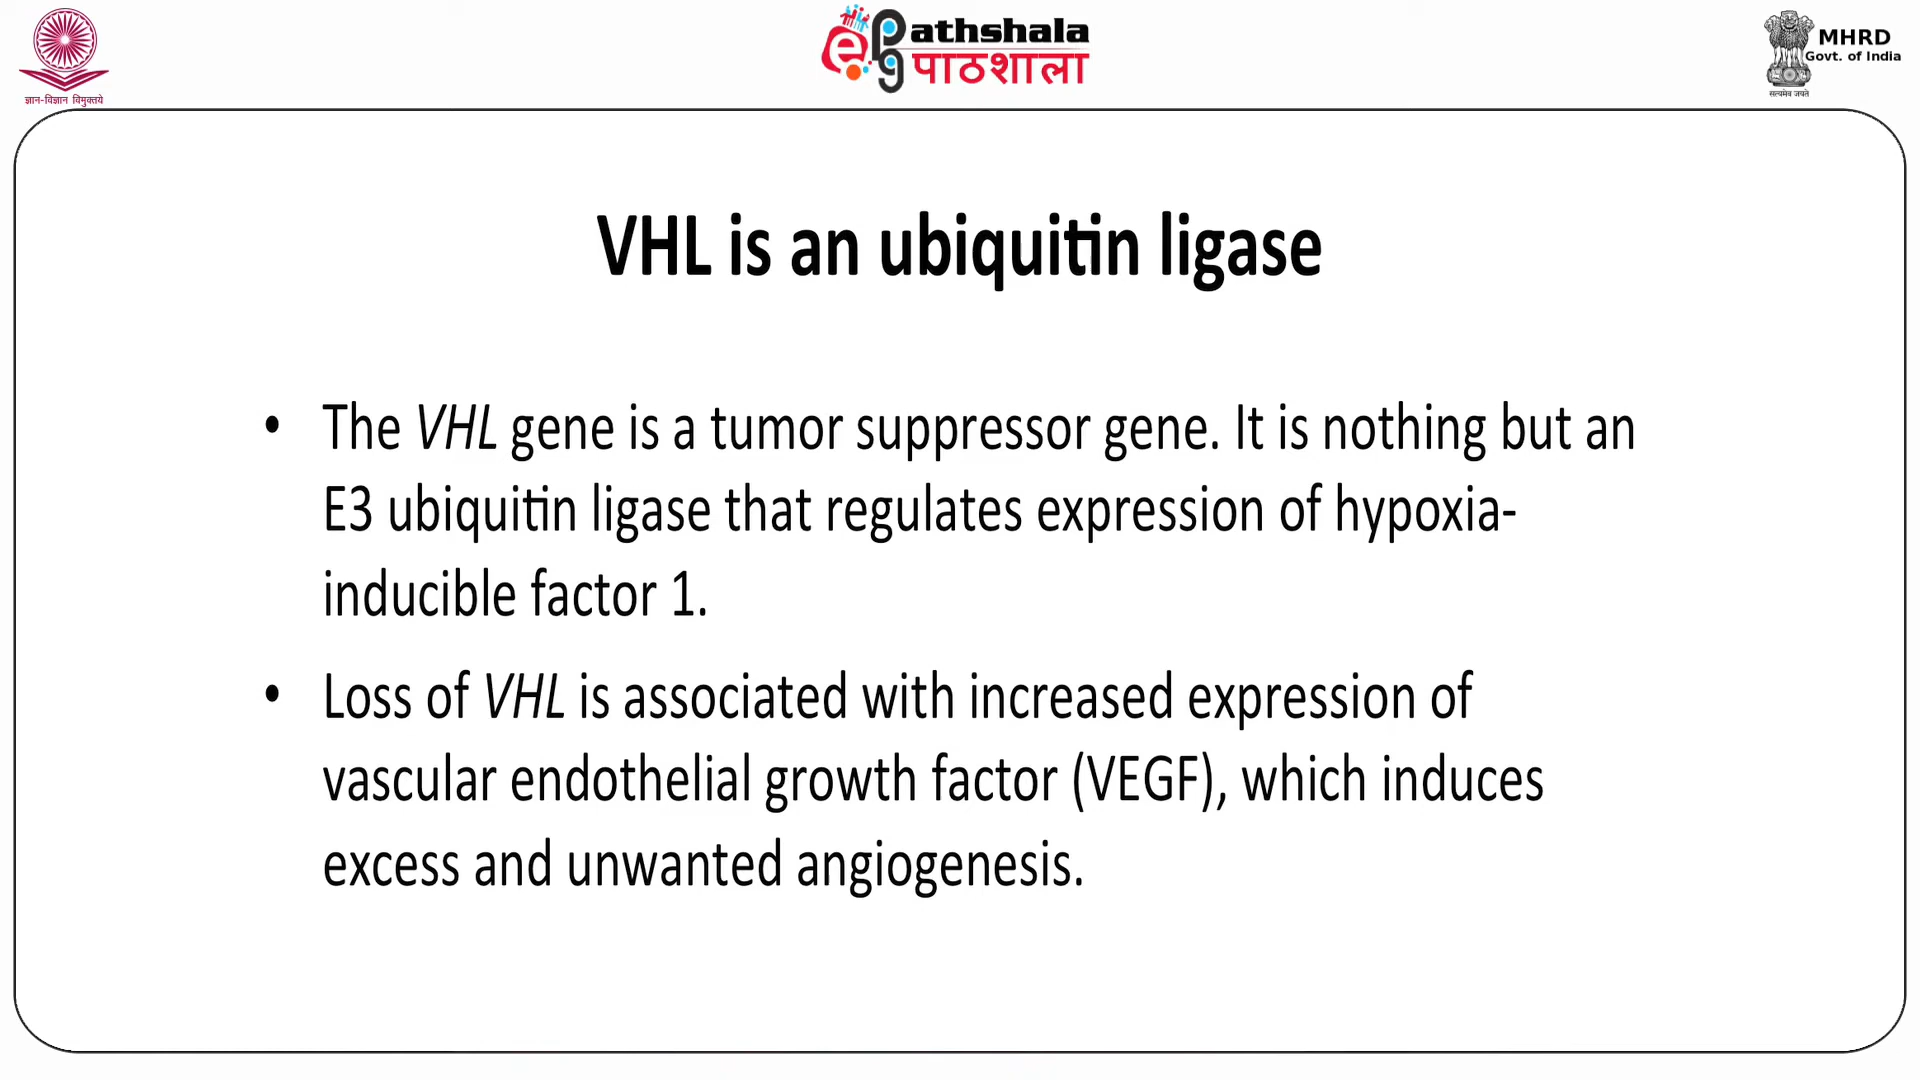 ज्ञान-विज्ञान विमुक्तये
e
Pg
athshala
पाठशाला
MHRD
Govt. of India
सत्यमेव जयते
VHL is an ubiquitin ligase
• The VHL gene is a tumor suppressor gene. It is nothing but an
E3 ubiquitin ligase that regulates expression of hypoxia-
inducible factor 1.
• Loss of VHL is associated with increased expression of
vascular endothelial growth factor (VEGF), which induces
excess and unwanted angiogenesis.